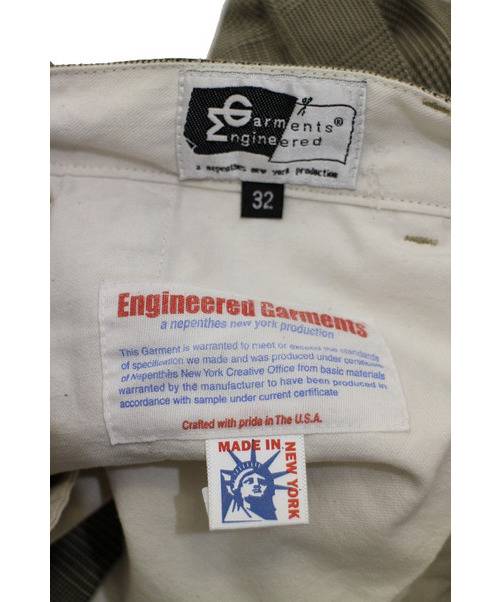 Garments®
Engineered
a nepenthes new york production
32
Engineered Garments
a nepenthes new york production
This Garment is warranted to meet or exceed the standards
of specification we made and was produced under certificate
of Nepenthes New York Creative Office from basic materials
warranted by the manufacturer to have been produced in
accordance with sample under current certificate
Crafted with pride in The U.S.A.
MADE IN
NEW YORK